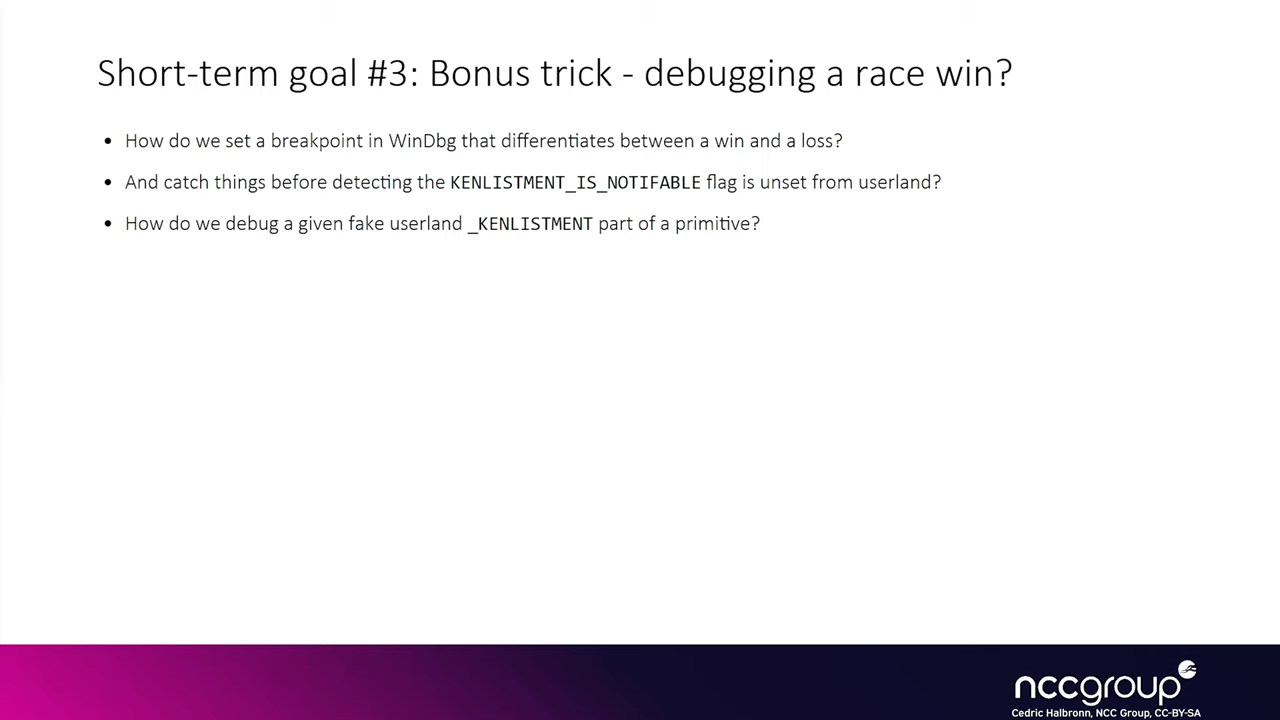 Short-term goal #3: Bonus trick - debugging a race win?
• How do we set a breakpoint in WinDbg that differentiates between a win and a loss?
• And catch things before detecting the KENLISTMENT_IS_NOTIFABLE flag is unset from userland?
• How do we debug a given fake userland _KENLISTMENT part of a primitive?
nccgroup
Cedric Halbronn, NCC Group, CC-BY-SA